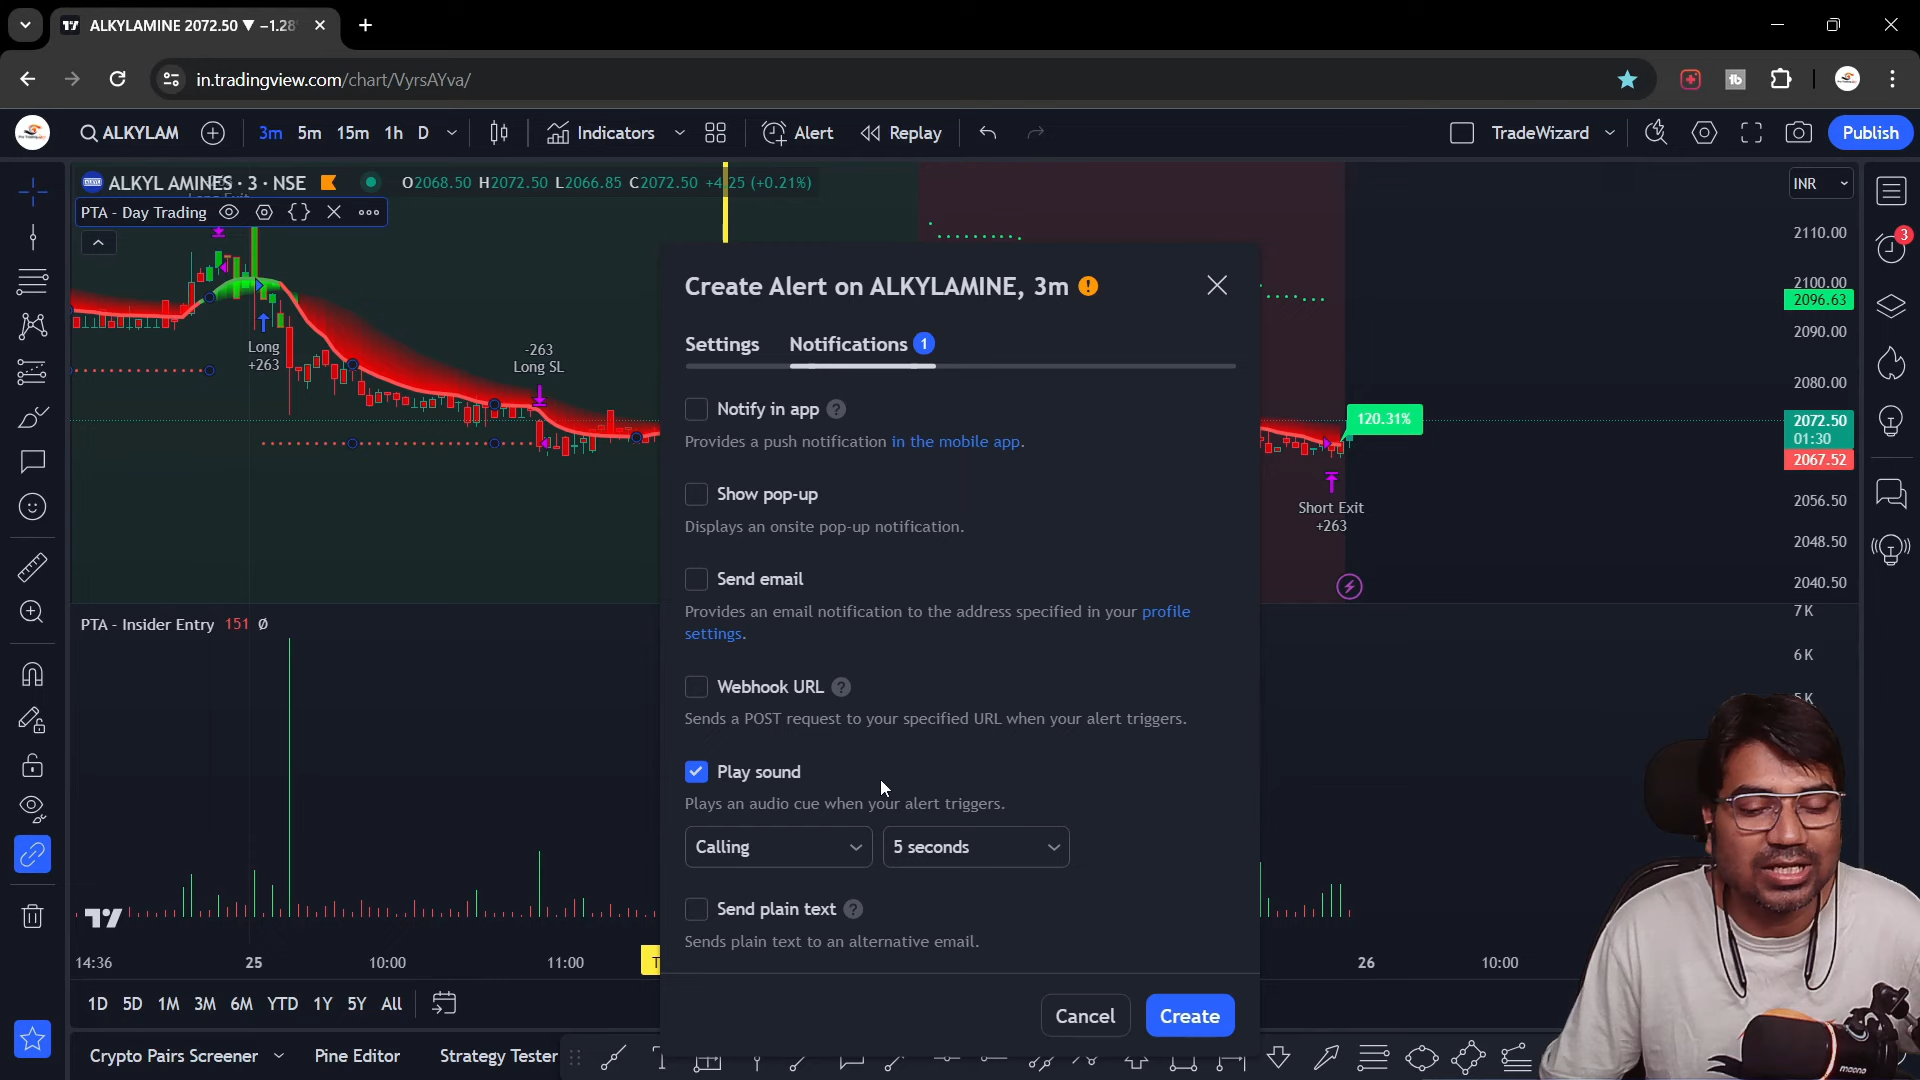 ALKYLAMINE 2072.50 ▼ −1.28
in.tradingview.com/chart/VyrsAYva/
ALKYLAM
3m 5m 15m 1h D
Indicators
Alert
Replay
TradeWizard
Publish
ALKYL AMINES · 3 · NSE
O2068.50 H2072.50 L2066.85 C2072.50 +4.25 (+0.21%)
INR
PTA - Day Trading
3
2110.00
2100.00
2096.63
2090.00
2080.00
2072.50
01:30
2067.52
2056.50
2048.50
2040.50
7K
6K
5K
Long
+263
-263
Long SL
120.31%
Short Exit
+263
Create Alert on ALKYLAMINE, 3m
Settings
Notifications 1
Notify in app
Provides a push notification in the mobile app.
Show pop-up
Displays an onsite pop-up notification.
Send email
Provides an email notification to the address specified in your profile
settings.
Webhook URL
Sends a POST request to your specified URL when your alert triggers.
Play sound
Plays an audio cue when your alert triggers.
Calling
5 seconds
Send plain text
Sends plain text to an alternative email.
Cancel
Create
PTA - Insider Entry 151 Ø
14:36 25 10:00 11:00 26 10:00
1D 5D 1M 3M 6M YTD 1Y 5Y All
Crypto Pairs Screener
Pine Editor
Strategy Tester
maono